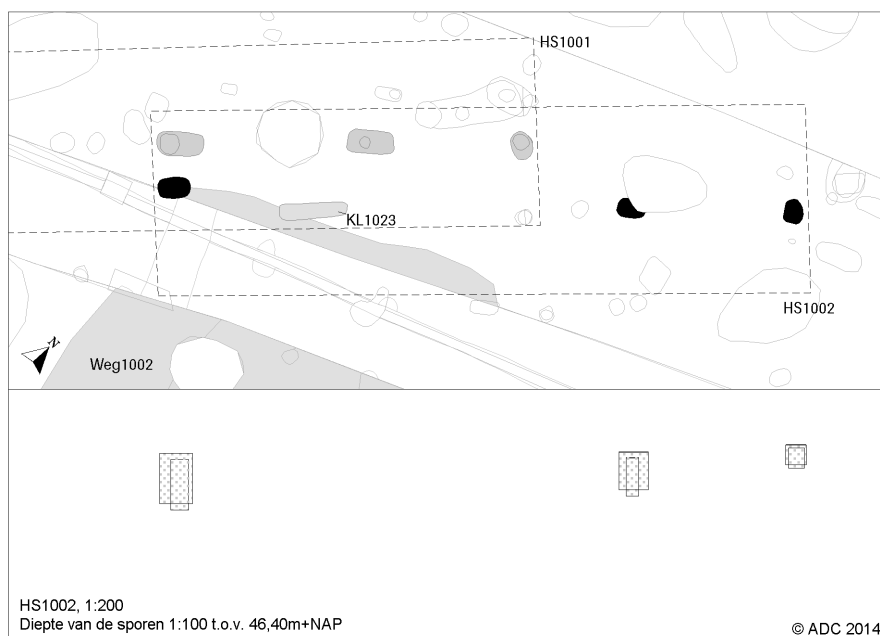 HS1001
KL1023
HS1002
N
Weg1002
HS1002, 1:200
Diepte van de sporen 1:100 t.o.v. 46,40m+NAP
© ADC 2014